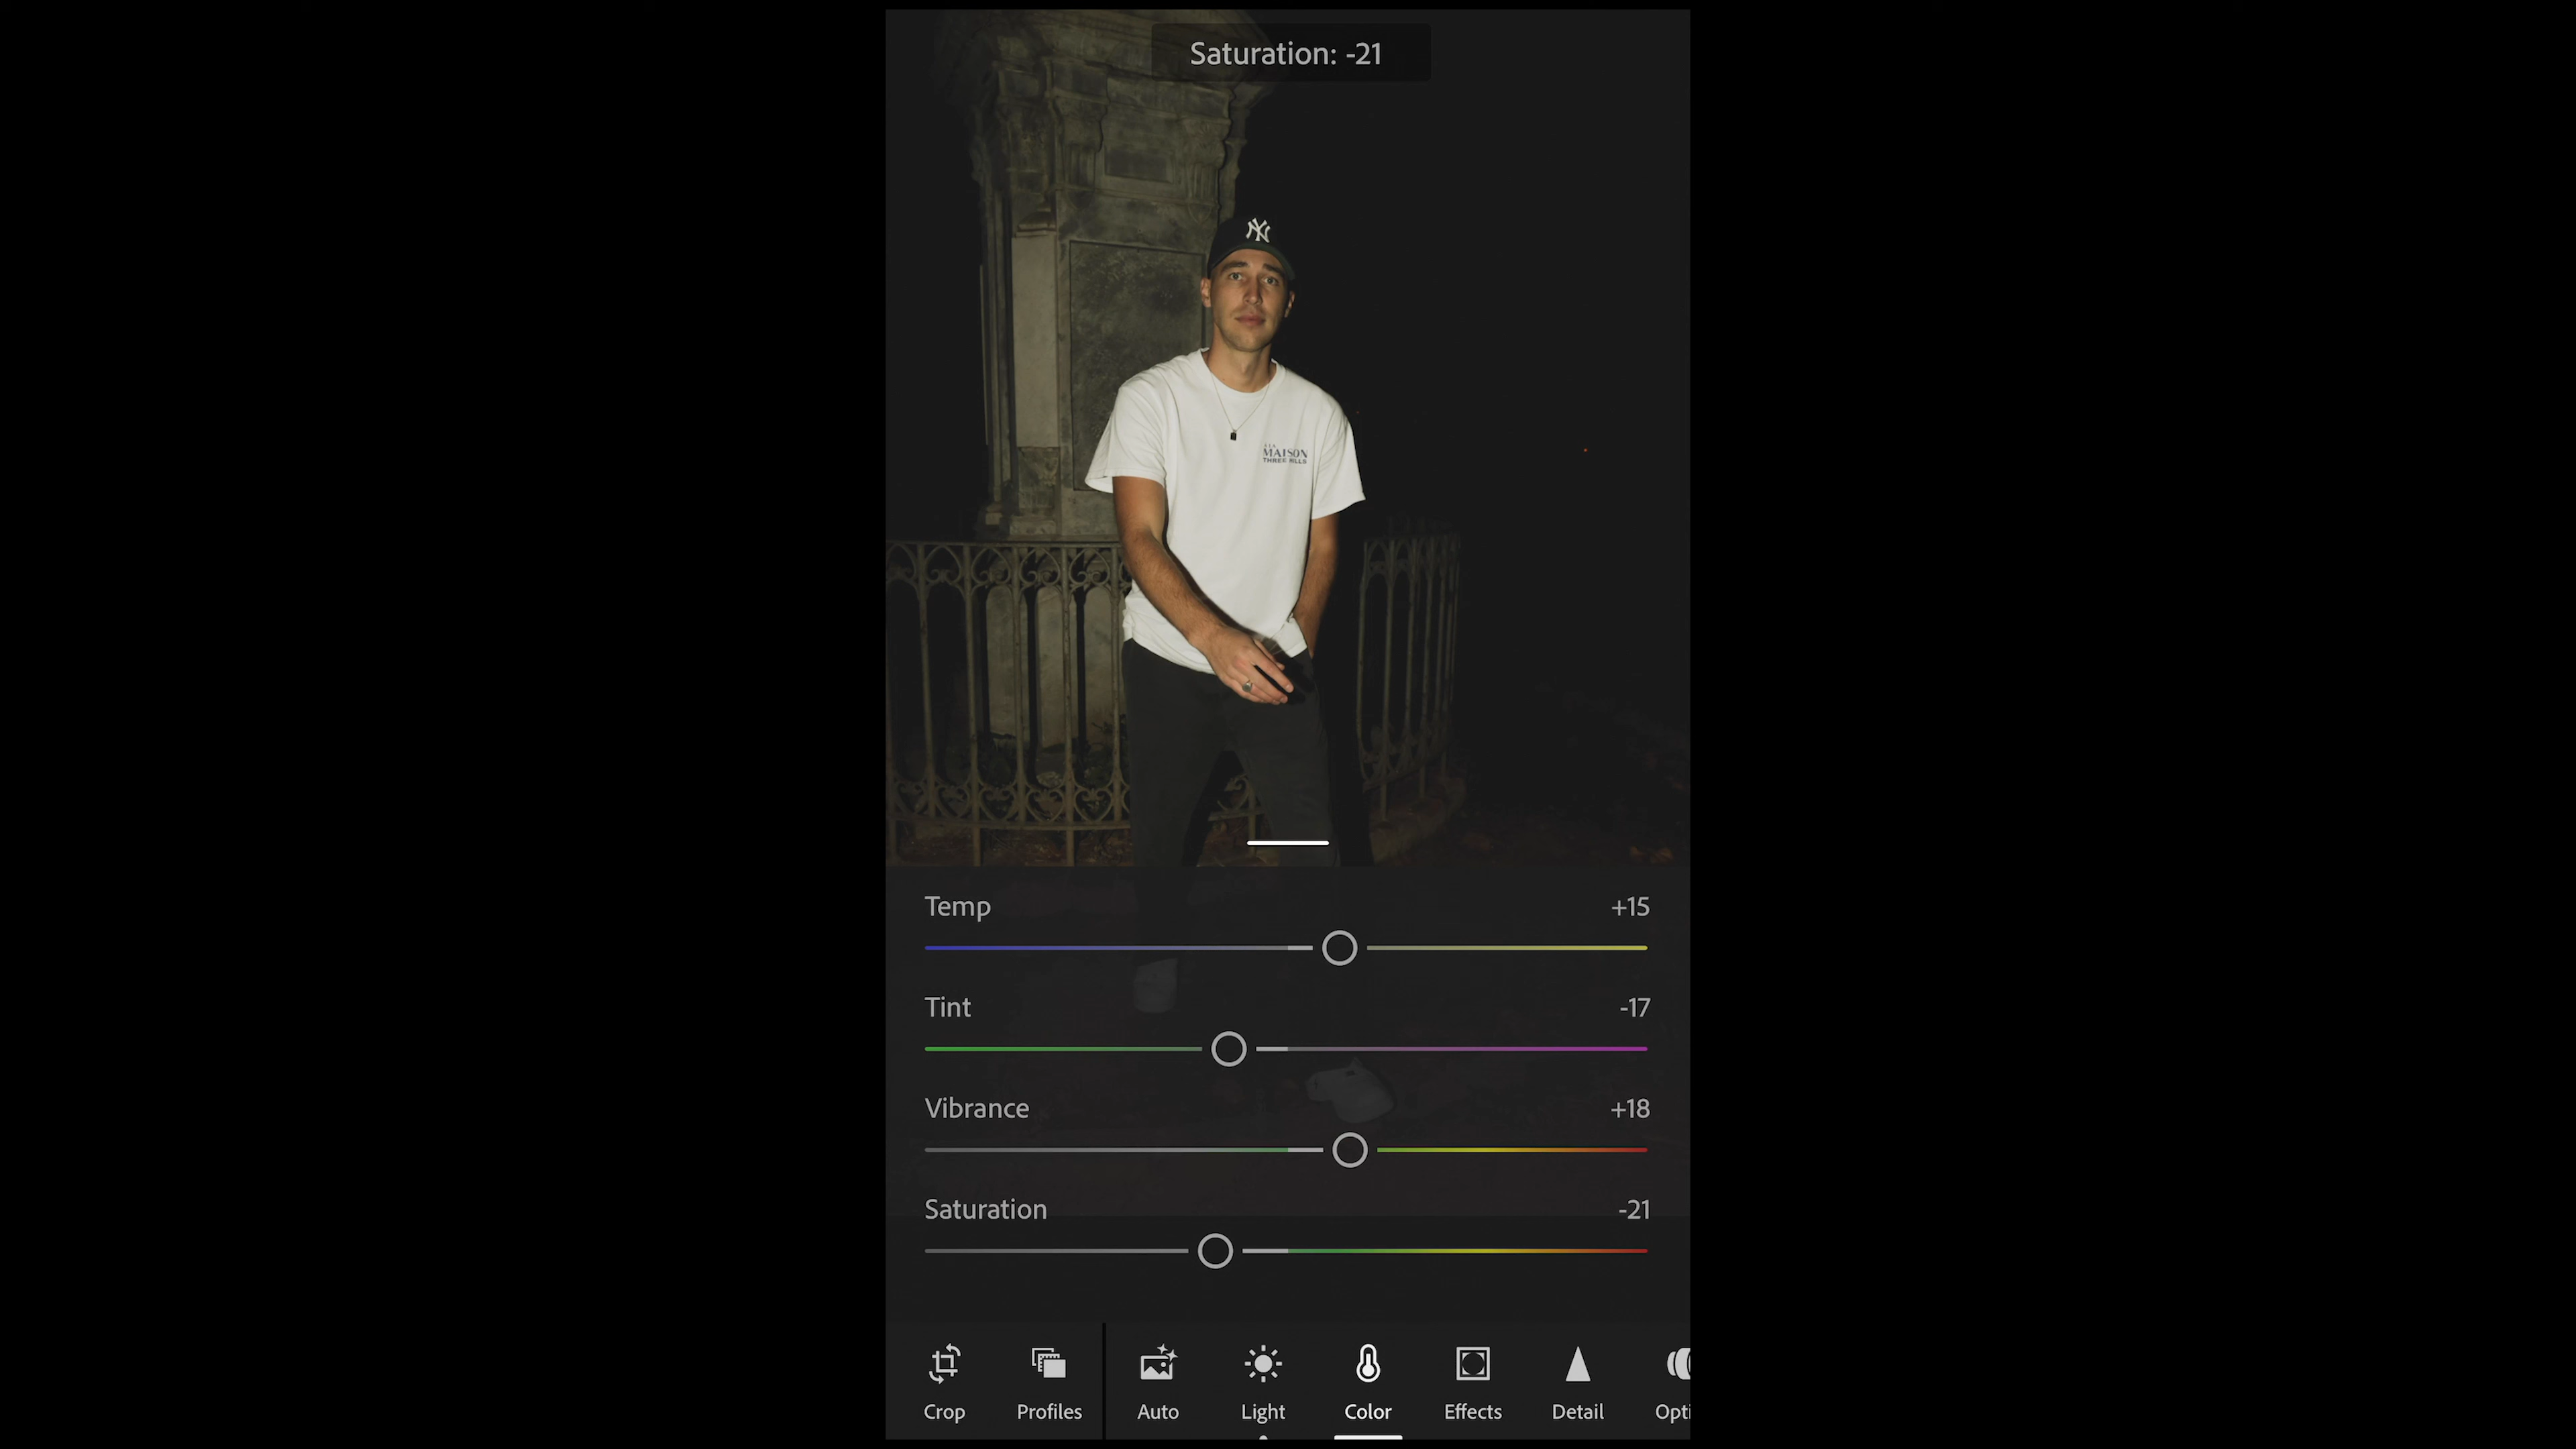 Saturation: -21
NY
MAISON
Temp +15
Tint -17
Vibrance +18
Saturation -21
Crop Profiles Auto Light Color Effects Detail Opti